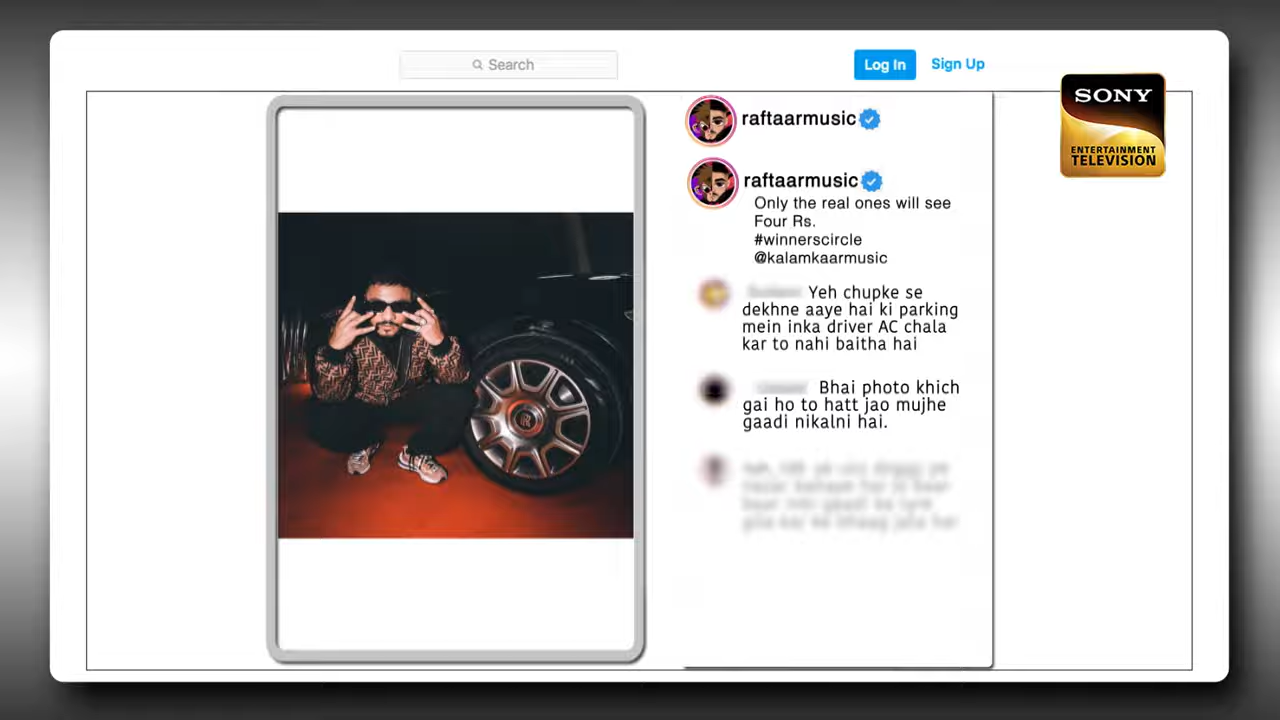 Search
Log In
Sign Up
SONY
ENTERTAINMENT
TELEVISION
raftaarmusic
raftaarmusic
Only the real ones will see
Four Rs.
#winnerscircle
@kalamkaarmusic
Yeh chupke se
dekhne aaye hai ki parking
mein inka driver AC chala
kar to nahi baitha hai
Bhai photo khich
gai ho to hatt jao mujhe
gaadi nikalni hai.